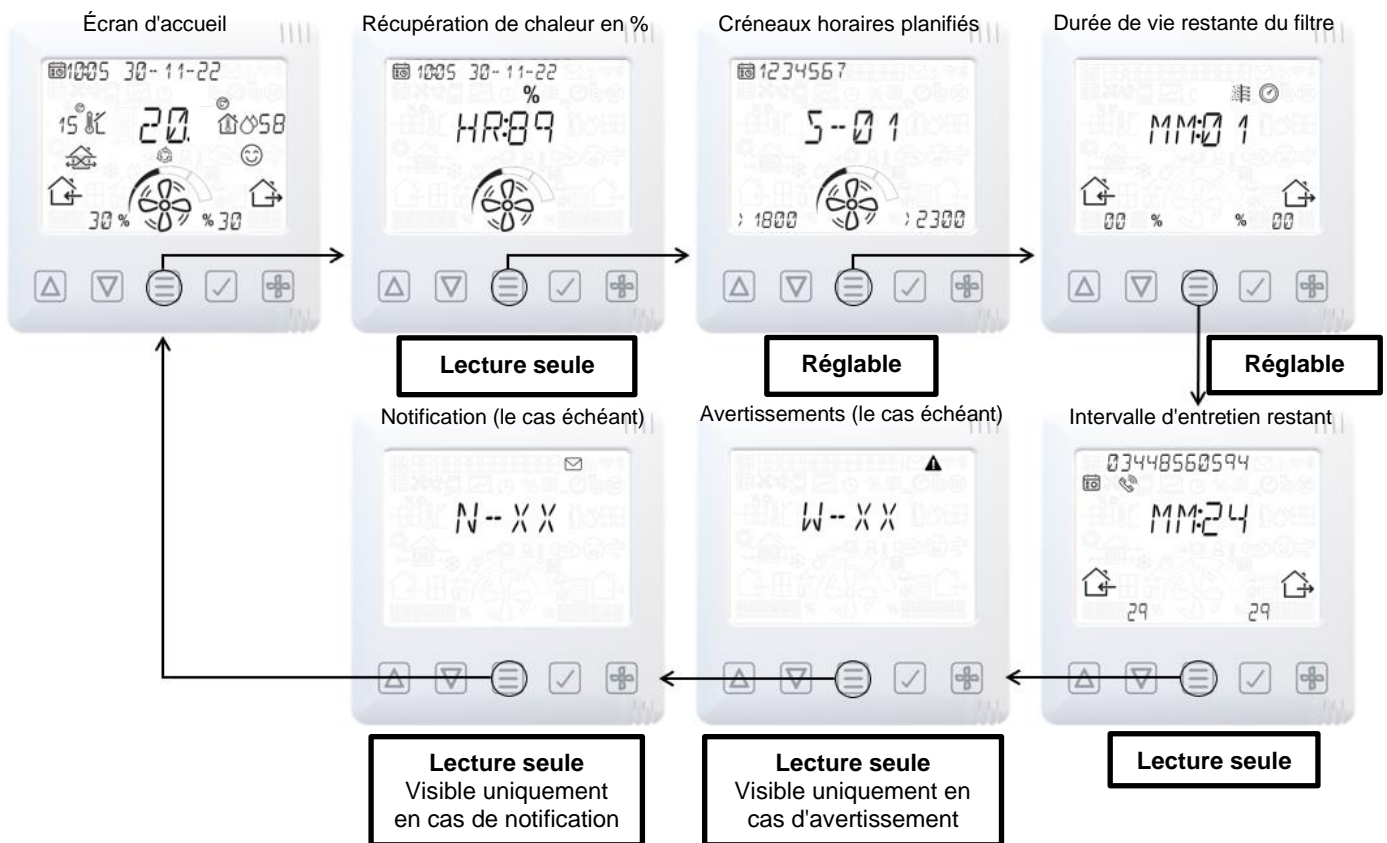 Écran d'accueil
Récupération de chaleur en %
Créneaux horaires planifiés
Durée de vie restante du filtre
1005 30-11-22
15 20. 58
30 % % 30
1005 30-11-22
%
HR:89
1234567
S-01
1800 2300
MM:01
00 % % 00
Lecture seule
Réglable
Réglable
Notification (le cas échéant)
Avertissements (le cas échéant)
Intervalle d'entretien restant
N--XX
W--XX
03448560594
MM:24
29 29
Lecture seule
Visible uniquement
en cas de notification
Lecture seule
Visible uniquement en
cas d'avertissement
Lecture seule